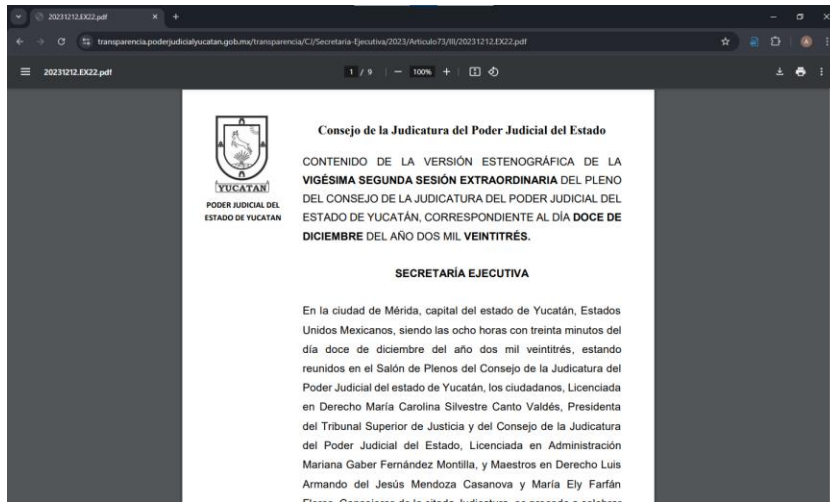 20231212.EX22.pdf
transparencia.poderjudicialyucatan.gob.mx/transparencia/CJ/Secretaria-Ejecutiva/2023/Articulo73/III/20231212.EX22.pdf
20231212.EX22.pdf
1 / 9
100%
YUCATAN
PODER JUDICIAL DEL
ESTADO DE YUCATAN
Consejo de la Judicatura del Poder Judicial del Estado
CONTENIDO DE LA VERSIÓN ESTENOGRÁFICA DE LA
VIGÉSIMA SEGUNDA SESIÓN EXTRAORDINARIA DEL PLENO
DEL CONSEJO DE LA JUDICATURA DEL PODER JUDICIAL DEL
ESTADO DE YUCATÁN, CORRESPONDIENTE AL DÍA DOCE DE
DICIEMBRE DEL AÑO DOS MIL VEINTITRÉS.
SECRETARÍA EJECUTIVA
En la ciudad de Mérida, capital del estado de Yucatán, Estados
Unidos Mexicanos, siendo las ocho horas con treinta minutos del
día doce de diciembre del año dos mil veintitrés, estando
reunidos en el Salón de Plenos del Consejo de la Judicatura del
Poder Judicial del estado de Yucatán, los ciudadanos, Licenciada
en Derecho María Carolina Silvestre Canto Valdés, Presidenta
del Tribunal Superior de Justicia y del Consejo de la Judicatura
del Poder Judicial del Estado, Licenciada en Administración
Mariana Gaber Fernández Montilla, y Maestros en Derecho Luis
Armando del Jesús Mendoza Casanova y María Ely Farfán
Flores, Consejeros de la citada Judicatura, se procede a celebrar